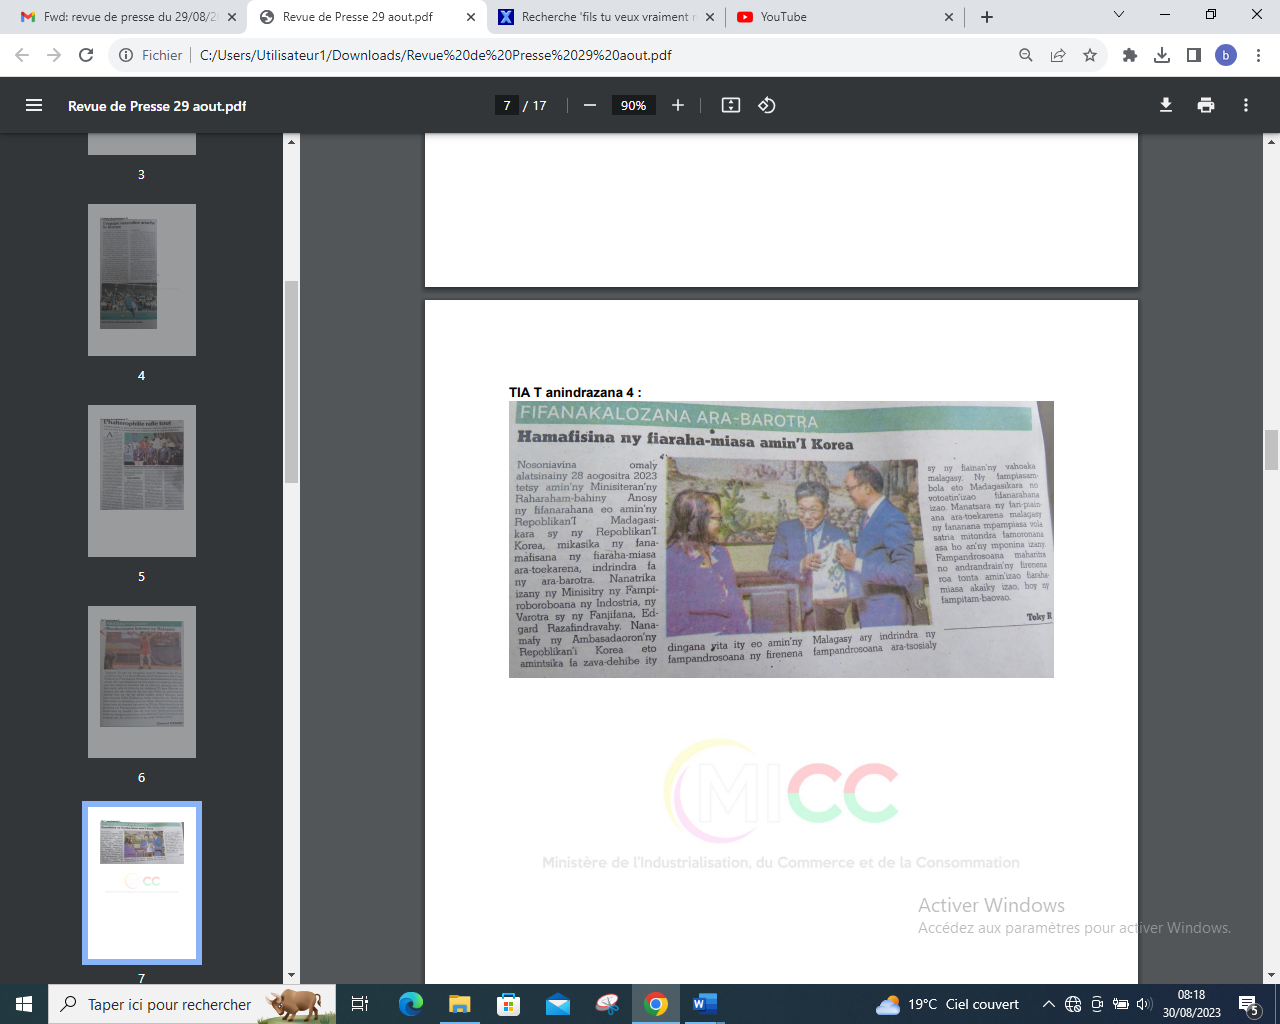 Fwd: revue de presse du 29/08/2
Revue de Presse 29 aout.pdf
Recherche 'fils tu veux vraiment
YouTube
Fichier
C:/Users/Utilisateur1/Downloads/Revue%20de%20Presse%2029%20aout.pdf
b
Revue de Presse 29 aout.pdf
7 / 17
90%
3
4
5
6
7
TIA T anindrazana 4 :
FIFANAKALOZANA ARA-BAROTRA
Hamafisina ny fiaraha-miasa amin'I Korea
Nosoniavina omaly
alatsinainy 28 aogositra 2023
tetsy amin'ny Minisiteran'ny
Raharaham-bahiny Anosy
ny fifanarahana eo amin'ny
Repoblikan'I Madagasi-
kara sy ny Repoblikan'I
Korea, mikasika ny fana-
mafisana ny fiaraha-miasa
ara-toekarena, indrindra fa
ny ara-barotra. Nanatrika
izany ny Minisitry ny Fampi-
roboroboana ny Indostria, ny
Varotra sy ny Fanjifana, Ed-
gard Razafindravahy. Nana-
mafy ny Ambasadaoron'ny
Repoblikan'i Korea eto
amintsika fa zava-dehibe ity
dingana vita ity eo amin'ny
fampandrosoana ny firenena
Malagasy ary indrindra ny
fampandrosoana ara-tsosialy
sy ny fiainan'ny vahoaka
malagasy. Ny fampiasam-
bola eto Madagasikara no
votoatin'izao fifanarahana
izao. Manatsara ny fan-piain-
ana ara-toekarena malagasy
ny fananana mpampiasa vola
satria mitondra famoronana
asa ho an'ny mponina izany.
Fampandrosoana maharitra
no andrandrain'ny firenena
roa tonta amin'izao fiaraha-
miasa akaiky izao, hoy ny
fampitam-baovao.
Toky R
MICC
Ministère de l'Industrialisation, du Commerce et de la Consommation
Activer Windows
Accédez aux paramètres pour activer Windows.
Taper ici pour rechercher
19°C Ciel couvert
08:18
30/08/2023
5